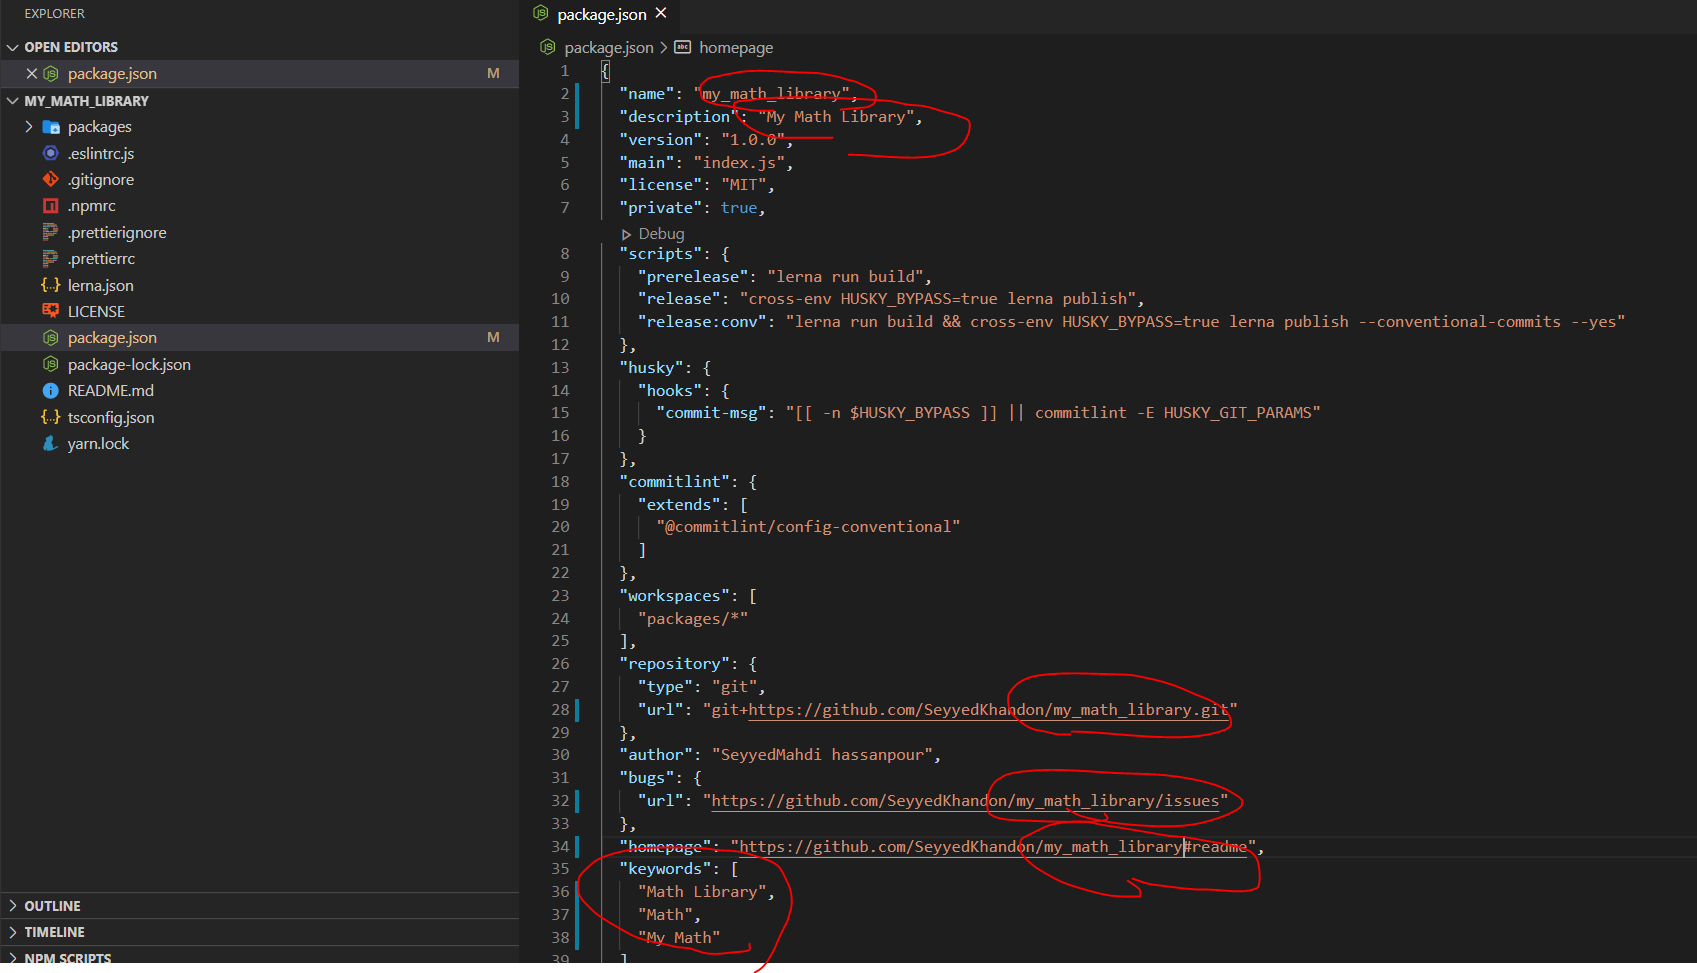 EXPLORER
OPEN EDITORS
package.json M
MY_MATH_LIBRARY
packages
.eslintrc.js
.gitignore
.npmrc
.prettierignore
.prettierrc
lerna.json
LICENSE
package.json M
package-lock.json
README.md
tsconfig.json
yarn.lock
OUTLINE
TIMELINE
NPM SCRIPTS
package.json
package.json > homepage
1 {
2 "name": "my_math_library",
3 "description": "My Math Library",
4 "version": "1.0.0",
5 "main": "index.js",
6 "license": "MIT",
7 "private": true,
Debug
8 "scripts": {
9 "prerelease": "lerna run build",
10 "release": "cross-env HUSKY_BYPASS=true lerna publish",
11 "release:conv": "lerna run build && cross-env HUSKY_BYPASS=true lerna publish --conventional-commits --yes"
12 },
13 "husky": {
14 "hooks": {
15 "commit-msg": "[[ -n $HUSKY_BYPASS ]] || commitlint -E HUSKY_GIT_PARAMS"
16 }
17 },
18 "commitlint": {
19 "extends": [
20 "@commitlint/config-conventional"
21 ]
22 },
23 "workspaces": [
24 "packages/*"
25 ],
26 "repository": {
27 "type": "git",
28 "url": "git+https://github.com/SeyyedKhandon/my_math_library.git"
29 },
30 "author": "SeyyedMahdi hassanpour",
31 "bugs": {
32 "url": "https://github.com/SeyyedKhandon/my_math_library/issues"
33 },
34 "homepage": "https://github.com/SeyyedKhandon/my_math_library#readme",
35 "keywords": [
36 "Math Library",
37 "Math",
38 "My Math"
39 ]